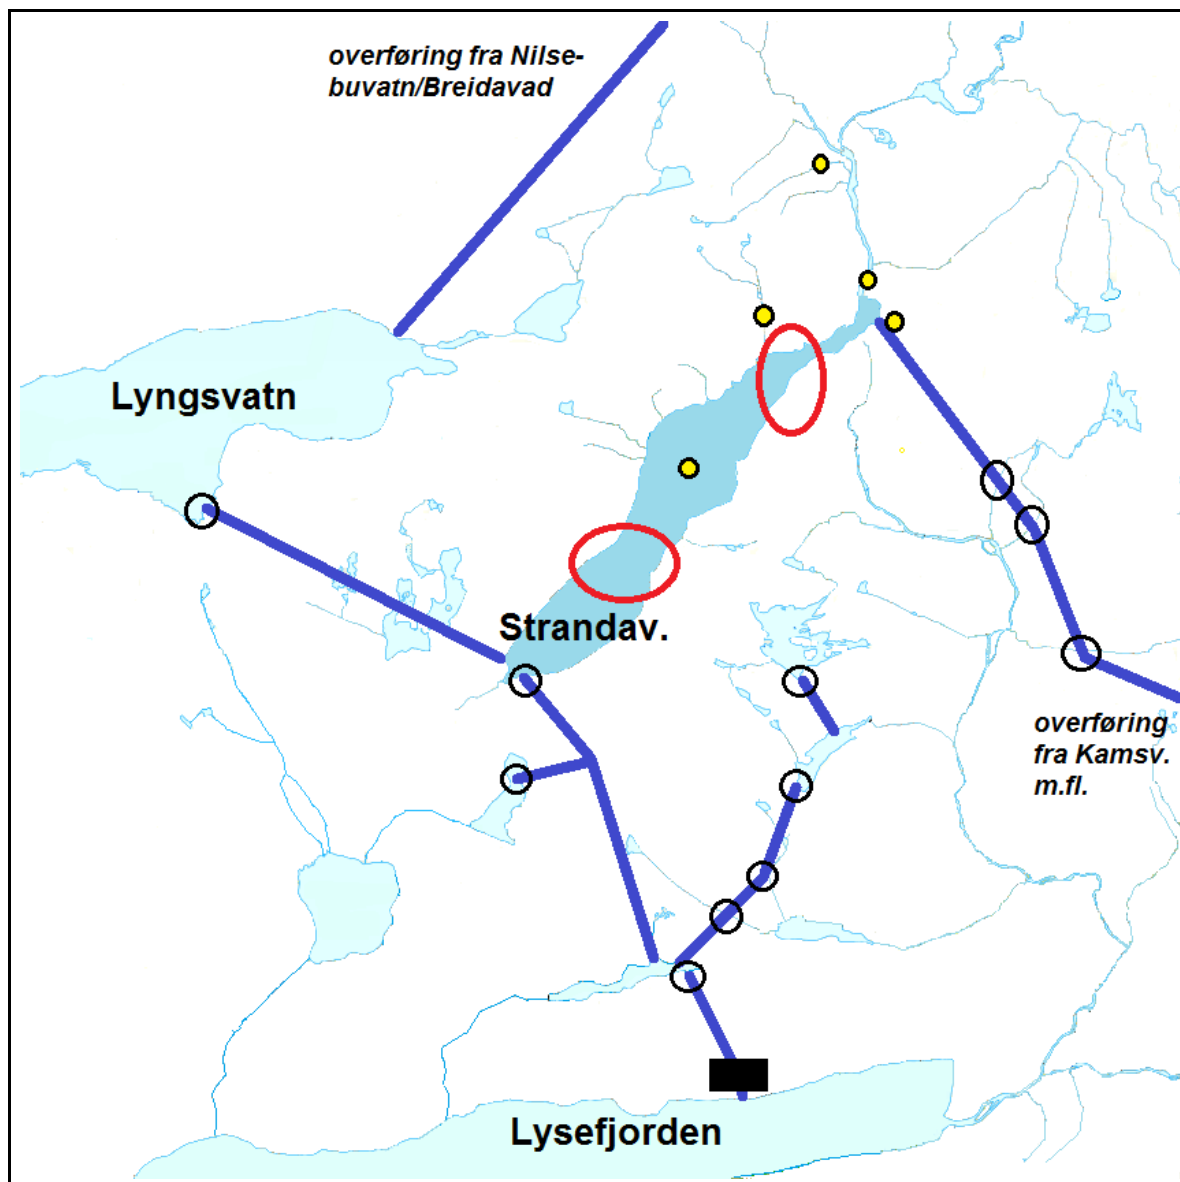 overføring fra Nilse-
buvatn/Breidavad
Lyngsvatn
Strandav.
overføring
fra Kamsv.
m.fl.
Lysefjorden